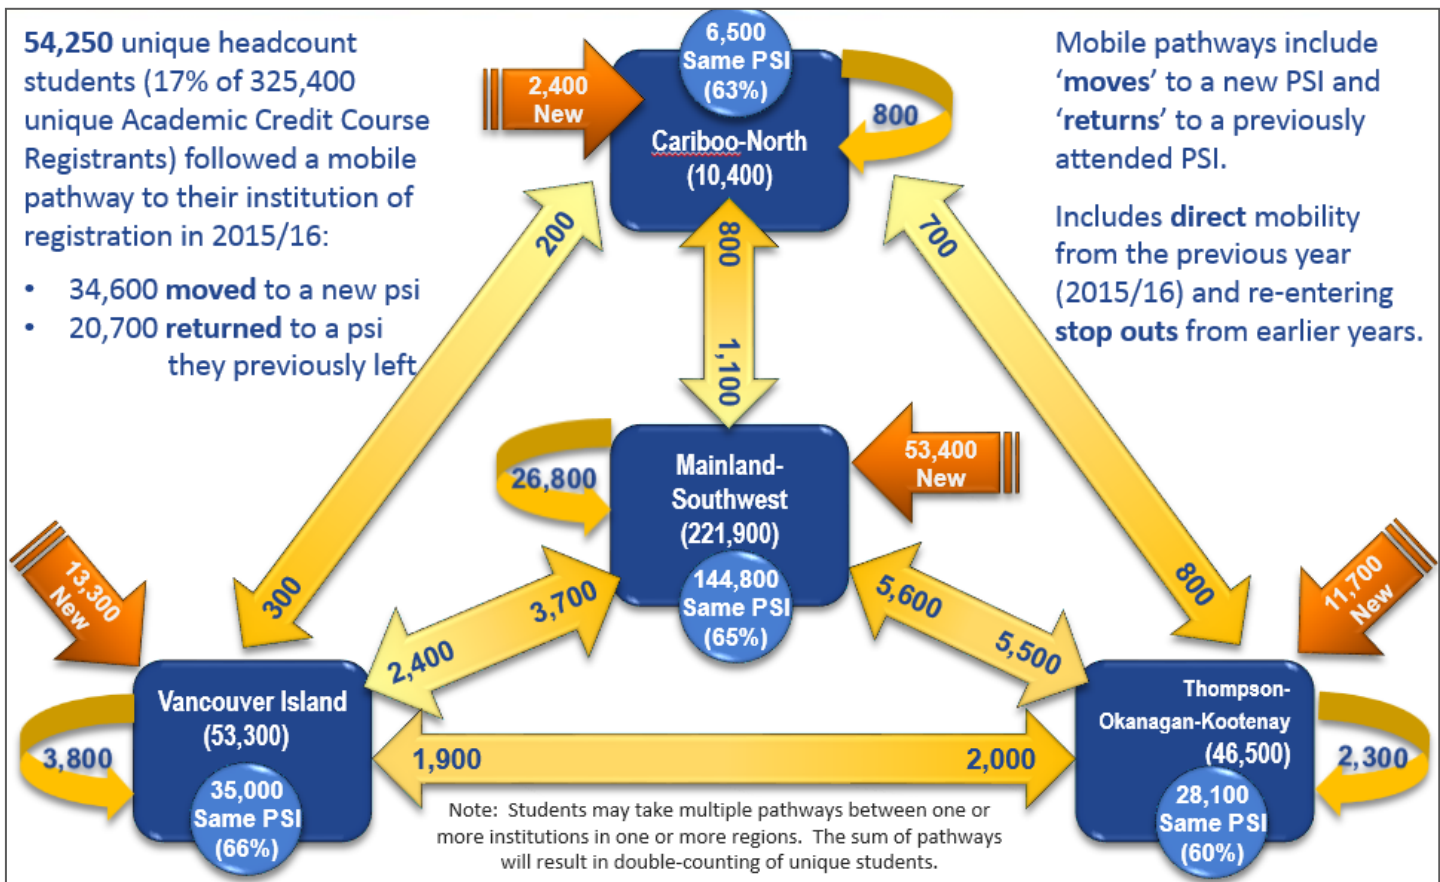 54,250 unique headcount
students (17% of 325,400
unique Academic Credit Course
Registrants) followed a mobile
pathway to their institution of
registration in 2015/16:
• 34,600 moved to a new psi
• 20,700 returned to a psi
they previously left
Mobile pathways include
‘moves’ to a new PSI and
‘returns’ to a previously
attended PSI.
Includes direct mobility
from the previous year
(2015/16) and re-entering
stop outs from earlier years.
6,500
Same PSI
(63%)
2,400
New
Cariboo-North
(10,400)
800
200
300
800
1,100
700
800
Mainland-
Southwest
(221,900)
144,800
Same PSI
(65%)
26,800
53,400
New
3,700
2,400
5,600
5,500
13,300
New
Vancouver Island
(53,300)
35,000
Same PSI
(66%)
3,800
1,900
2,000
11,700
New
Thompson-
Okanagan-Kootenay
(46,500)
28,100
Same PSI
(60%)
2,300
Note: Students may take multiple pathways between one or
more institutions in one or more regions. The sum of pathways
will result in double-counting of unique students.